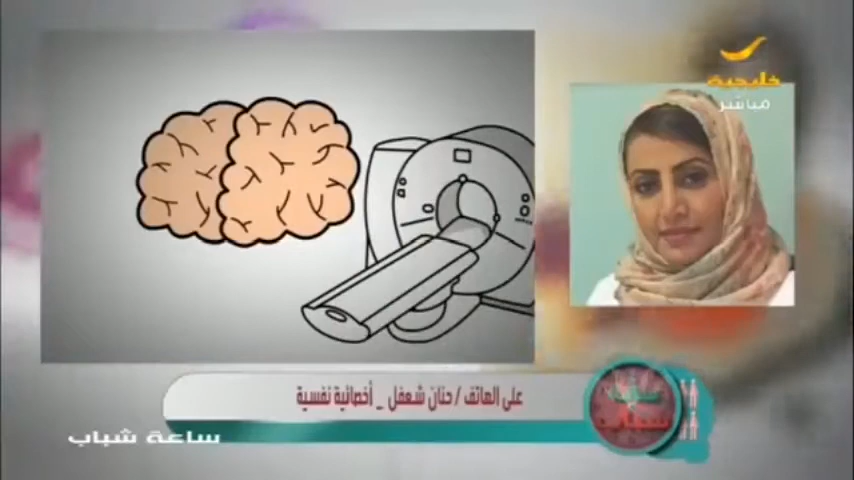 خليجية
مباشر
على الهاتف / حنان شعفل _ أخصائية نفسية
ساعة شباب